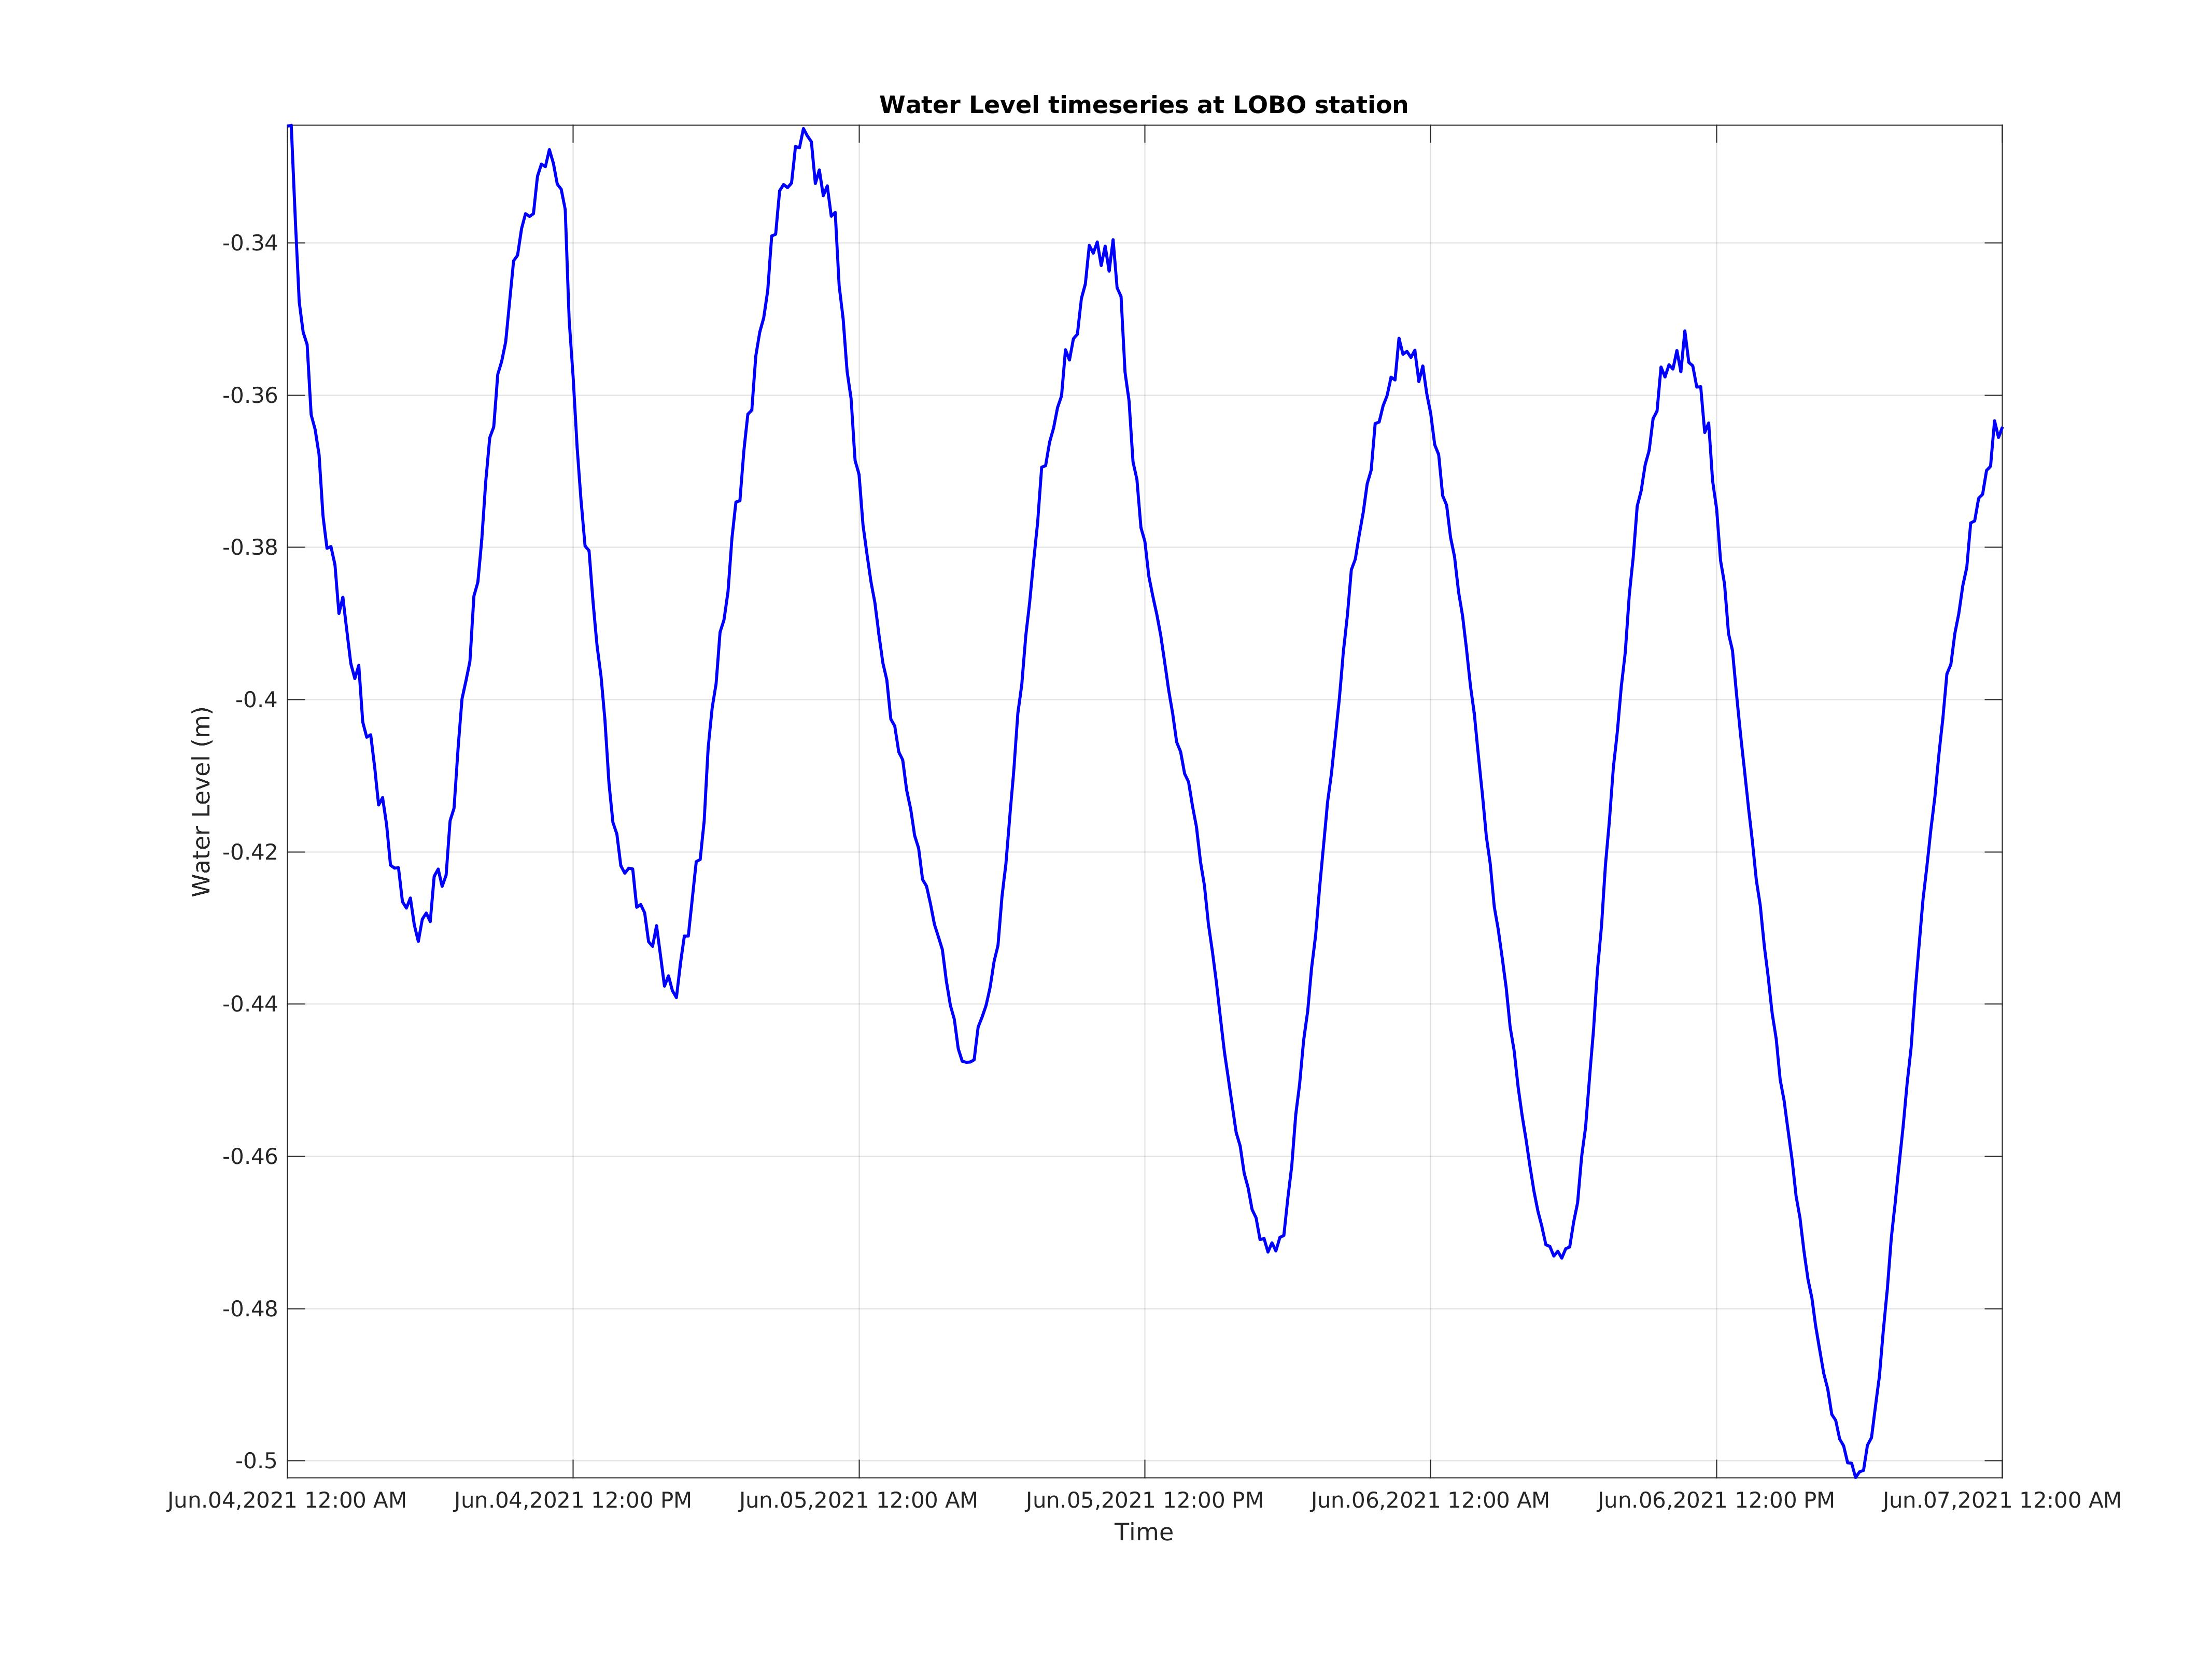 Water Level timeseries at LOBO station
-0.34
-0.36
-0.38
-0.4
-0.42
-0.44
-0.46
-0.48
-0.5
Water Level (m)
Jun.04,2021 12:00 AM Jun.04,2021 12:00 PM Jun.05,2021 12:00 AM Jun.05,2021 12:00 PM Jun.06,2021 12:00 AM Jun.06,2021 12:00 PM Jun.07,2021 12:00 AM
Time